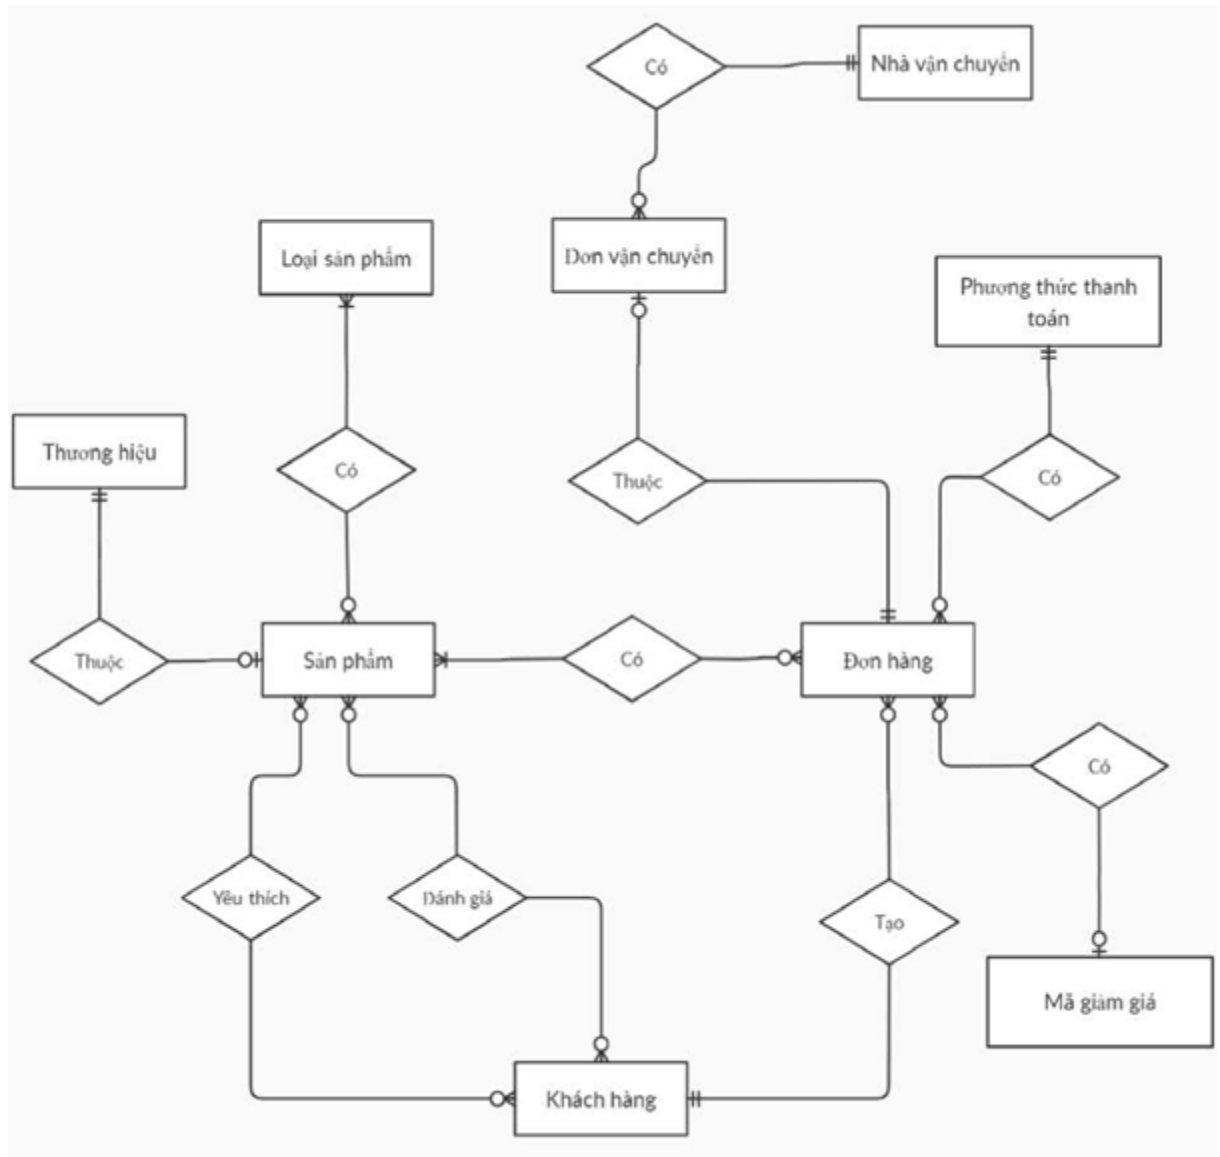 Có
Nhà vận chuyển
Loại sản phẩm
Đơn vận chuyển
Phương thức thanh
toán
Thương hiệu
Có
Thuộc
Có
Thuộc
Sản phẩm
Có
Đơn hàng
Có
Yêu thích
Đánh giá
Tạo
Mã giảm giá
Khách hàng